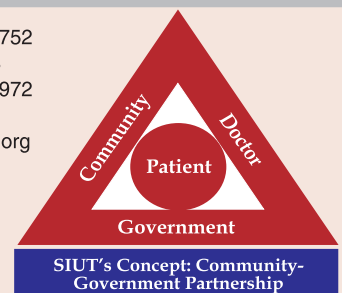 752
972
org
Community
Doctor
Patient
Government
SIUT's Concept: Community-
Government Partnership